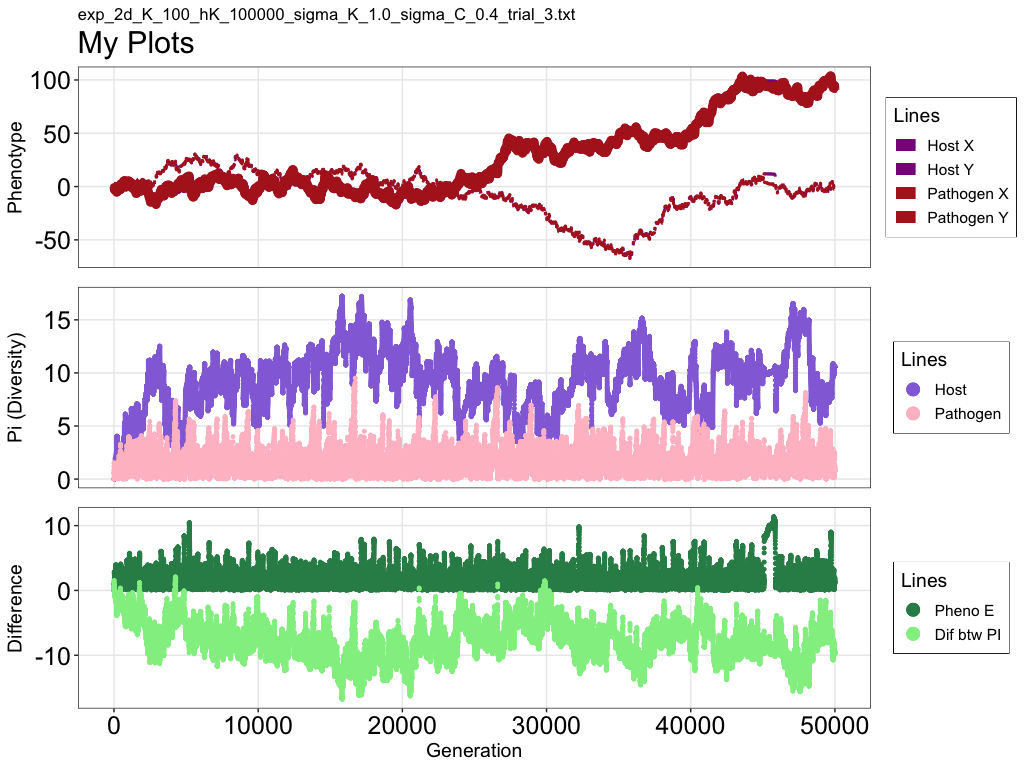 exp_2d_K_100_hK_100000_sigma_K_1.0_sigma_C_0.4_trial_3.txt
My Plots
Phenotype
100
50
0
-50
Lines
Host X
Host Y
Pathogen X
Pathogen Y
Pi (Diversity)
15
10
5
0
Lines
Host
Pathogen
Difference
10
0
-10
Lines
Pheno E
Dif btw PI
0 10000 20000 30000 40000 50000
Generation